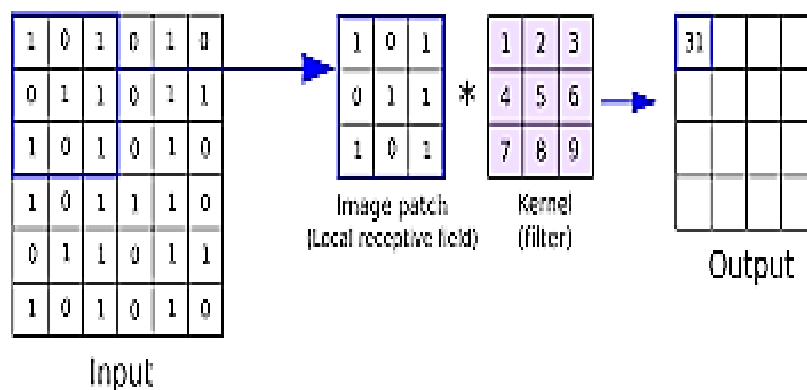 1 0 1 0 1 0
0 1 1 0 1 1
1 0 1 0 1 0
1 0 1 1 1 0
0 1 1 0 1 1
1 0 1 0 1 0
Input
1 0 1
0 1 1
1 0 1
Image patch
(Local receptive field)
*
1 2 3
4 5 6
7 8 9
Kernel
(filter)
31
Output